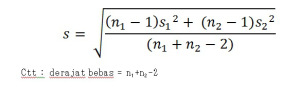 s = √(((n₁ − 1)s₁² + (n₂ − 1)s₂²) / (n₁ + n₂ − 2))
Ctt : derajat bebas = n₁+n₂-2